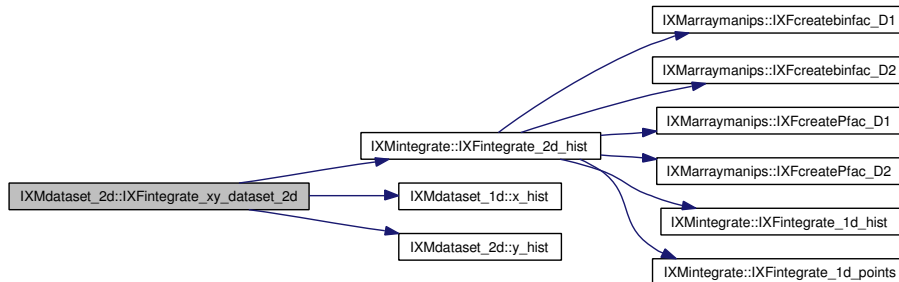 IXMarraymanips::IXFcreatebinfac_D1
IXMarraymanips::IXFcreatebinfac_D2
IXMarraymanips::IXFcreatePfac_D1
IXMintegrate::IXFintegrate_2d_hist
IXMarraymanips::IXFcreatePfac_D2
IXMdataset_2d::IXFintegrate_xy_dataset_2d
IXMdataset_1d::x_hist
IXMintegrate::IXFintegrate_1d_hist
IXMdataset_2d::y_hist
IXMintegrate::IXFintegrate_1d_points